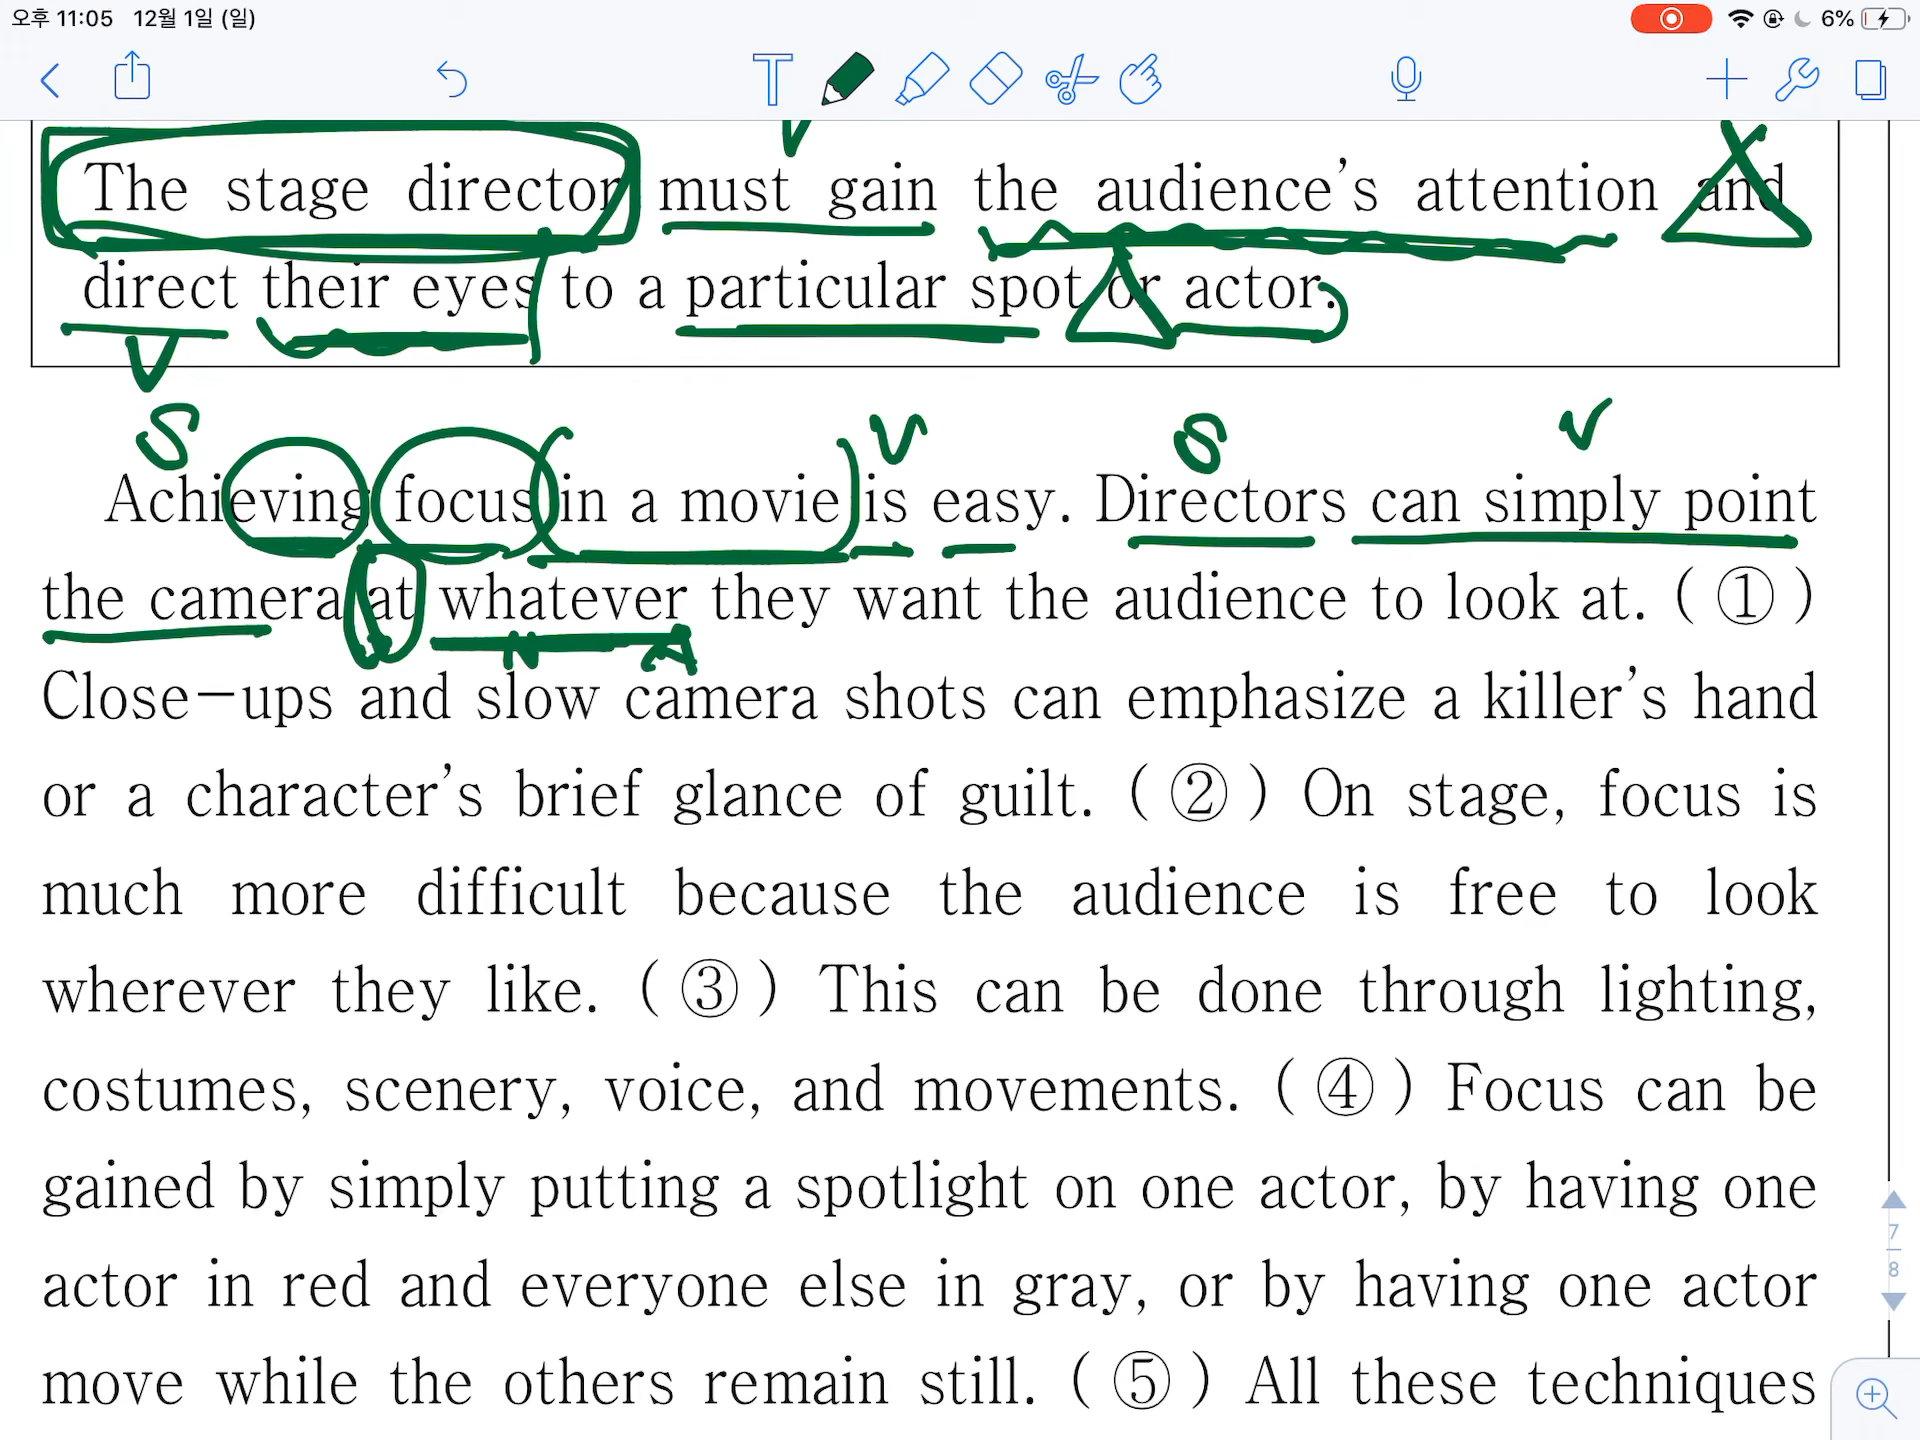 오후 11:05 12월 1일 (일) 6%
T
V X
The stage director must gain the audience's attention and
direct their eyes to a particular spot or actor.
V
S V S V
Achieving focus in a movie is easy. Directors can simply point
the camera at whatever they want the audience to look at. ( ① )
N A
Close-ups and slow camera shots can emphasize a killer's hand
or a character's brief glance of guilt. ( ② ) On stage, focus is
much more difficult because the audience is free to look
wherever they like. ( ③ ) This can be done through lighting,
costumes, scenery, voice, and movements. ( ④ ) Focus can be
gained by simply putting a spotlight on one actor, by having one
actor in red and everyone else in gray, or by having one actor
move while the others remain still. ( ⑤ ) All these techniques
7
8